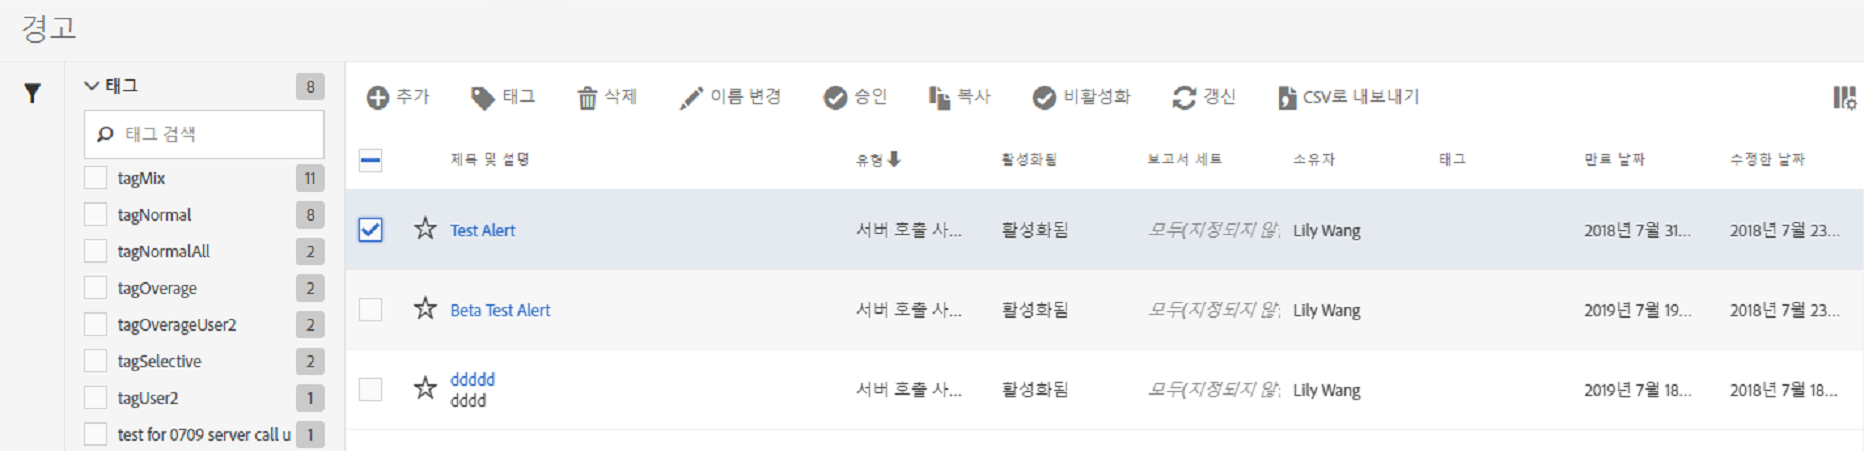 경고
태그 8
태그 검색
tagMix 11
tagNormal 8
tagNormalAll 2
tagOverage 2
tagOverageUser2 2
tagSelective 2
tagUser2 1
test for 0709 server call u 1
추가 태그 삭제 이름 변경 승인 복사 비활성화 갱신 CSV로 내보내기
제목 및 설명 유형 활성화됨 보고서 세트 소유자 태그 만료 날짜 수정한 날짜
Test Alert 서버 호출 사... 활성화됨 모두(지정되지 않 Lily Wang 2018년 7월 31... 2018년 7월 23...
Beta Test Alert 서버 호출 사... 활성화됨 모두(지정되지 않 Lily Wang 2019년 7월 19... 2018년 7월 23...
ddddd 서버 호출 사... 활성화됨 모두(지정되지 않 Lily Wang 2019년 7월 18... 2018년 7월 18...
dddd